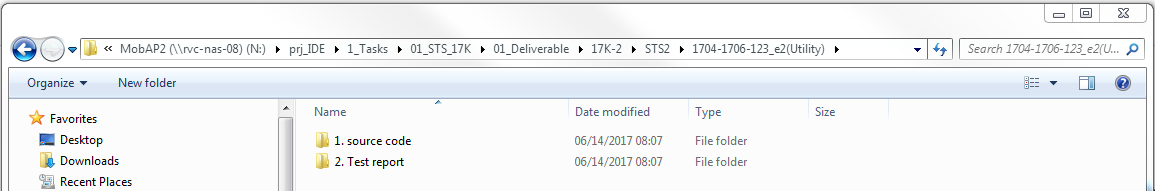 « MobAP2 (\\rvc-nas-08) (N:) ▸ prj_IDE ▸ 1_Tasks ▸ 01_STS_17K ▸ 01_Deliverable ▸ 17K-2 ▸ STS2 ▸ 1704-1706-123_e2(Utility) ▸ Search 1704-1706-123_e2(U...
Organize New folder
Name Date modified Type Size
Favorites
Desktop 1. source code 06/14/2017 08:07 File folder
Downloads 2. Test report 06/14/2017 08:07 File folder
Recent Places